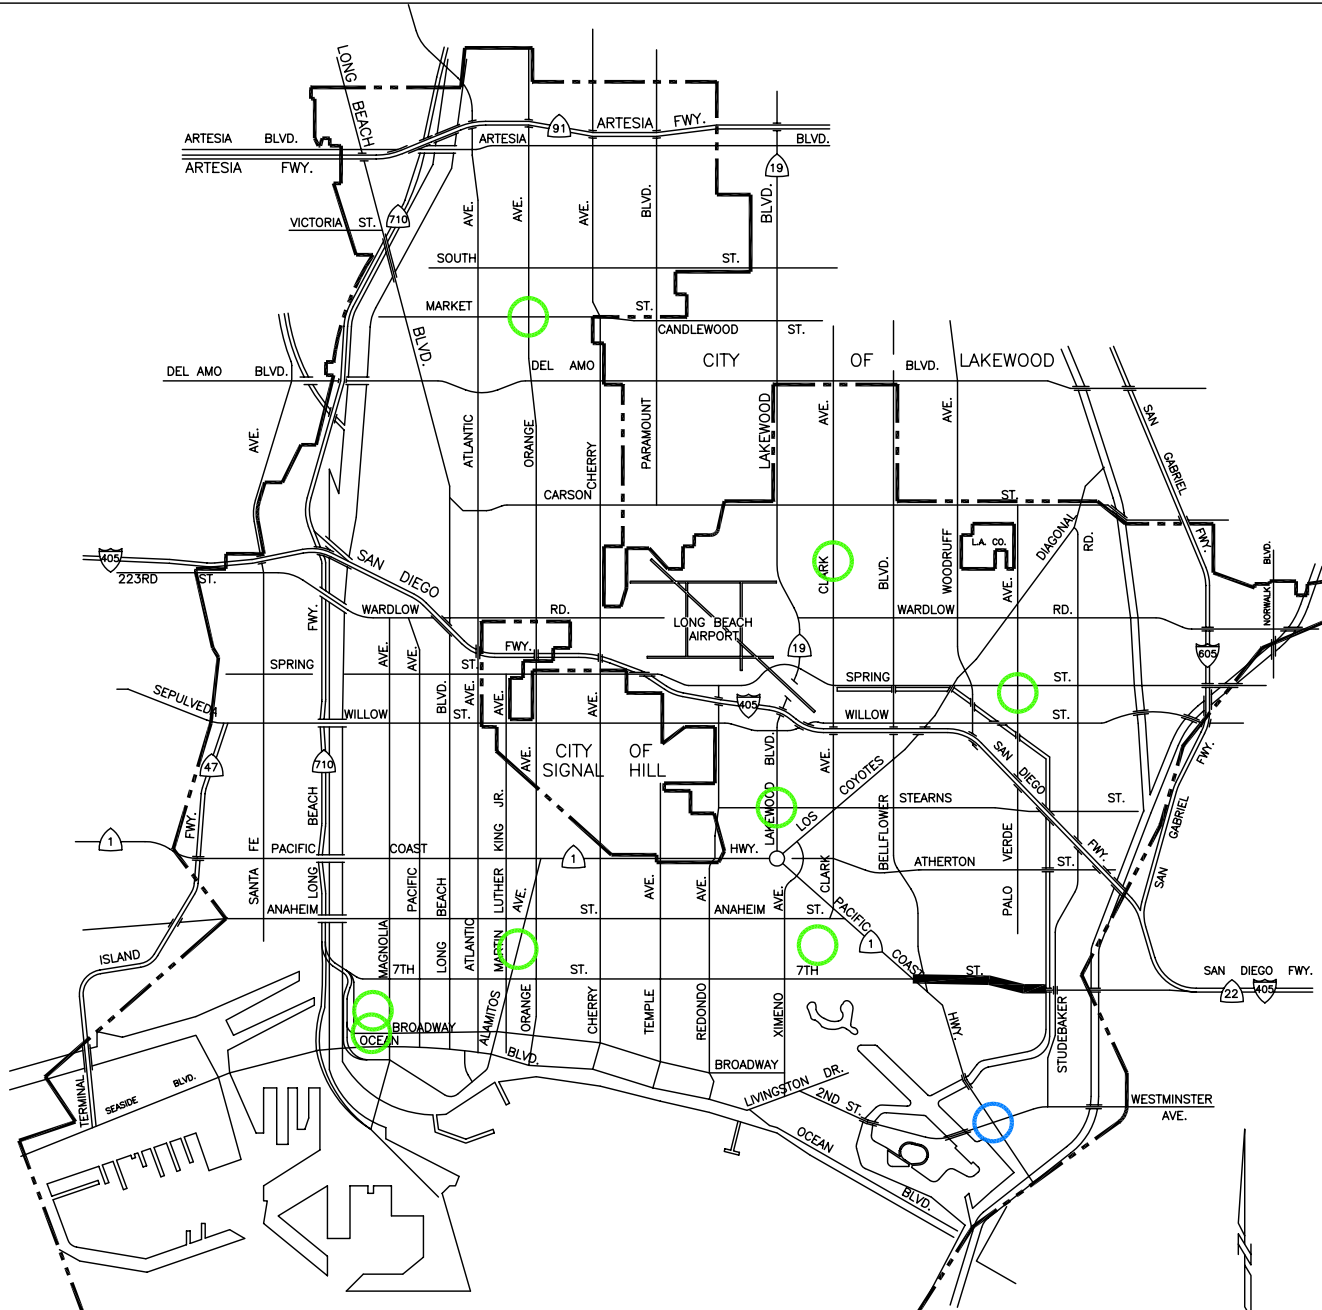 LONG BEACH BLVD.
ARTESIA BLVD.
ARTESIA FWY.
91
ARTESIA FWY.
ARTESIA BLVD.
19
710
VICTORIA ST.
AVE.
AVE.
AVE.
BLVD.
BLVD.
SOUTH ST.
MARKET ST.
CANDLEWOOD ST.
CITY OF LAKEWOOD
DEL AMO BLVD.
DEL AMO BLVD.
AVE.
ATLANTIC
ORANGE
CHERRY
PARAMOUNT
LAKEWOOD
AVE.
AVE.
SAN GABRIEL FWY.
CARSON ST.
L.A. CO.
DIAGONAL
RD.
405
SAN DIEGO
223RD ST.
FWY.
CLARK
BLVD.
WOODRUFF
AVE.
NORWALK BLVD.
WARDLOW RD.
WARDLOW RD.
LONG BEACH
AIRPORT
FWY.
19
605
SPRING ST.
SPRING ST.
AVE.
AVE.
BLVD.
AVE.
AVE.
AVE.
SEPULVEDA
WILLOW ST.
405
WILLOW ST.
47
710
CITY OF
SIGNAL HILL
AVE.
BLVD.
AVE.
SAN DIEGO FWY.
FWY.
LOS COYOTES
STEARNS ST.
SAN GABRIEL FWY.
1
PACIFIC COAST HWY.
1
ATHERTON ST.
SANTA FE
LONG BEACH
PACIFIC
LONG BEACH
MARTIN LUTHER KING JR.
AVE.
AVE.
AVE.
LAKEWOOD
AVE.
CLARK
BELLFLOWER
PALO VERDE
ANAHEIM ST.
ANAHEIM ST.
PACIFIC COAST HWY.
1
ISLAND
MAGNOLIA
ATLANTIC
7TH ST.
7TH ST.
SAN DIEGO FWY.
22
405
ALAMITOS
ORANGE
CHERRY
TEMPLE
REDONDO
XIMENO
STUDEBAKER
BROADWAY
OCEAN BLVD.
BROADWAY
TERMINAL
SEASIDE BLVD.
LIVINGSTON DR.
2ND ST.
WESTMINSTER
AVE.
OCEAN BLVD.
N